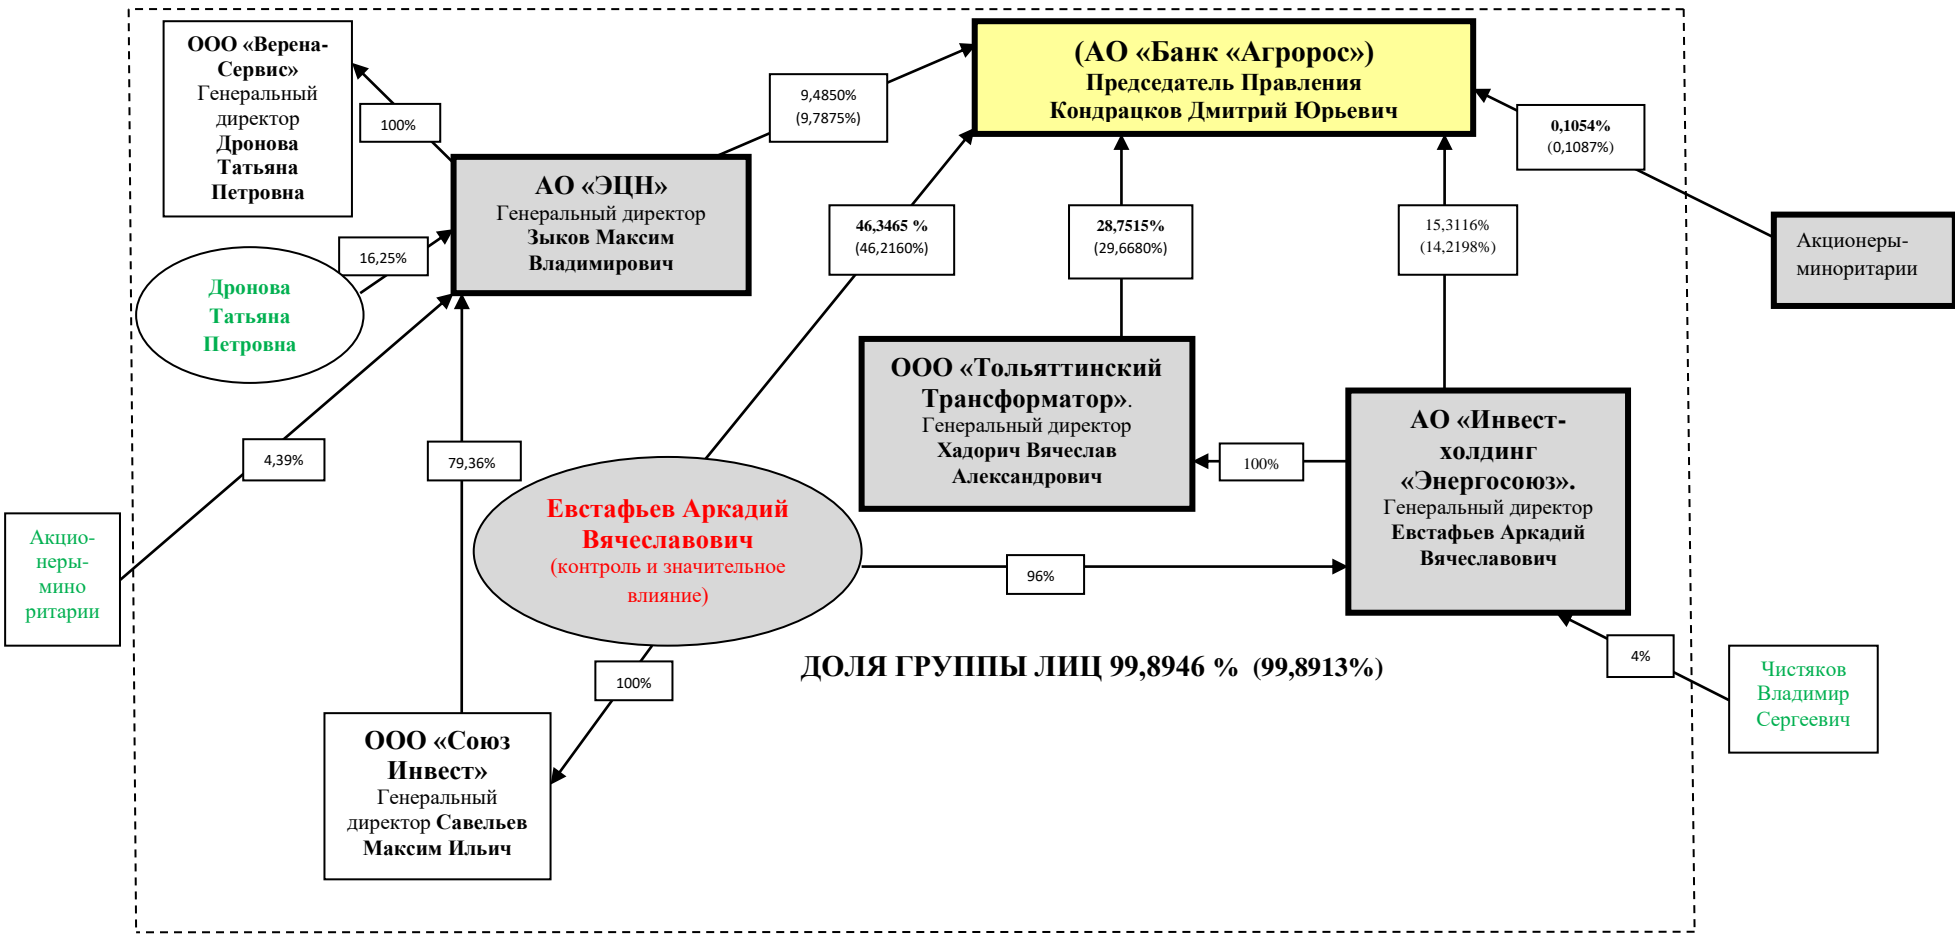 ООО «Верена-
Сервис»
Генеральный
директор
Дронова
Татьяна
Петровна
(АО «Банк «Агророс»)
Председатель Правления
Кондрацков Дмитрий Юрьевич
9,4850%
(9,7875%)
100%
0,1054%
(0,1087%)
АО «ЭЦН»
Генеральный директор
Зыков Максим
Владимирович
46,3465 %
(46,2160%)
28,7515%
(29,6680%)
15,3116%
(14,2198%)
Акционеры-
миноритарии
16,25%
Дронова
Татьяна
Петровна
ООО «Тольяттинский
Трансформатор».
Генеральный директор
Хадорич Вячеслав
Александрович
АО «Инвест-
холдинг
«Энергосоюз».
Генеральный директор
Евстафьев Аркадий
Вячеславович
4,39%
79,36%
100%
Евстафьев Аркадий
Вячеславович
(контроль и значительное
влияние)
Акцио-
неры-
мино
ритарии
96%
ДОЛЯ ГРУППЫ ЛИЦ 99,8946 % (99,8913%)
4%
100%
Чистяков
Владимир
Сергеевич
ООО «Союз
Инвест»
Генеральный
директор Савельев
Максим Ильич